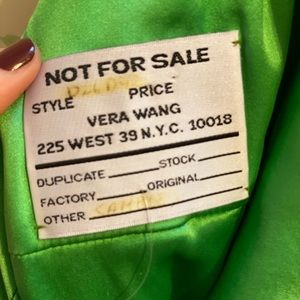 NOT FOR SALE
STYLE PRICE
VERA WANG
225 WEST 39 N.Y.C. 10018
DUPLICATE STOCK
FACTORY ORIGINAL
OTHER